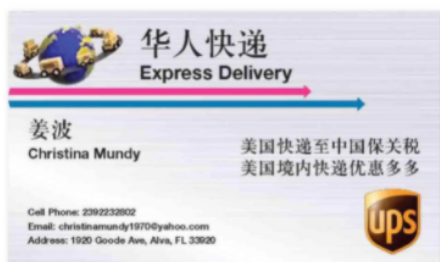 华人快递
Express Delivery
姜波
Christina Mundy
美国快递至中国保关税
美国境内快递优惠多多
Cell Phone: 2392232802
Email: christinamundy1970@yahoo.com
Address: 1920 Goode Ave, Alva, FL 33920
ups